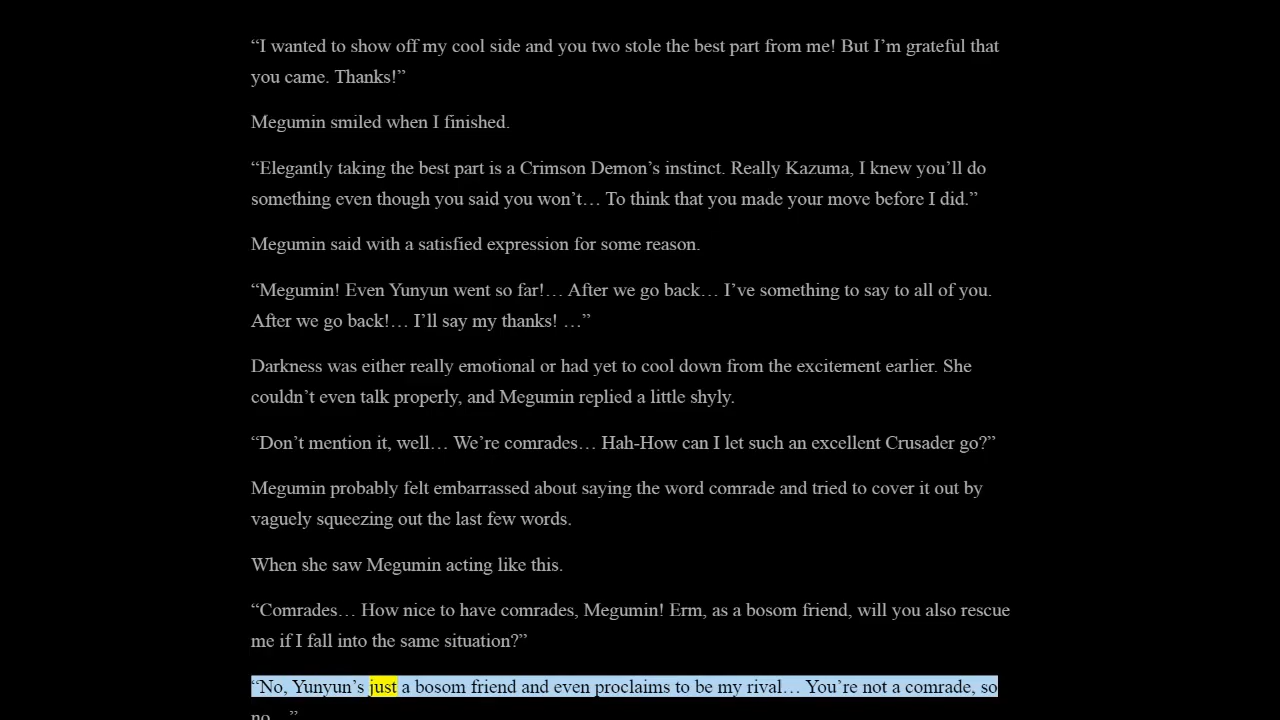 “I wanted to show off my cool side and you two stole the best part from me! But I’m grateful that
you came. Thanks!”
Megumin smiled when I finished.
“Elegantly taking the best part is a Crimson Demon’s instinct. Really Kazuma, I knew you’ll do
something even though you said you won’t… To think that you made your move before I did.”
Megumin said with a satisfied expression for some reason.
“Megumin! Even Yunyun went so far!… After we go back… I’ve something to say to all of you.
After we go back!… I’ll say my thanks! …”
Darkness was either really emotional or had yet to cool down from the excitement earlier. She
couldn’t even talk properly, and Megumin replied a little shyly.
“Don’t mention it, well… We’re comrades… Hah-How can I let such an excellent Crusader go?”
Megumin probably felt embarrassed about saying the word comrade and tried to cover it out by
vaguely squeezing out the last few words.
When she saw Megumin acting like this.
“Comrades… How nice to have comrades, Megumin! Erm, as a bosom friend, will you also rescue
me if I fall into the same situation?”
“No, Yunyun’s just a bosom friend and even proclaims to be my rival… You’re not a comrade, so
no…”